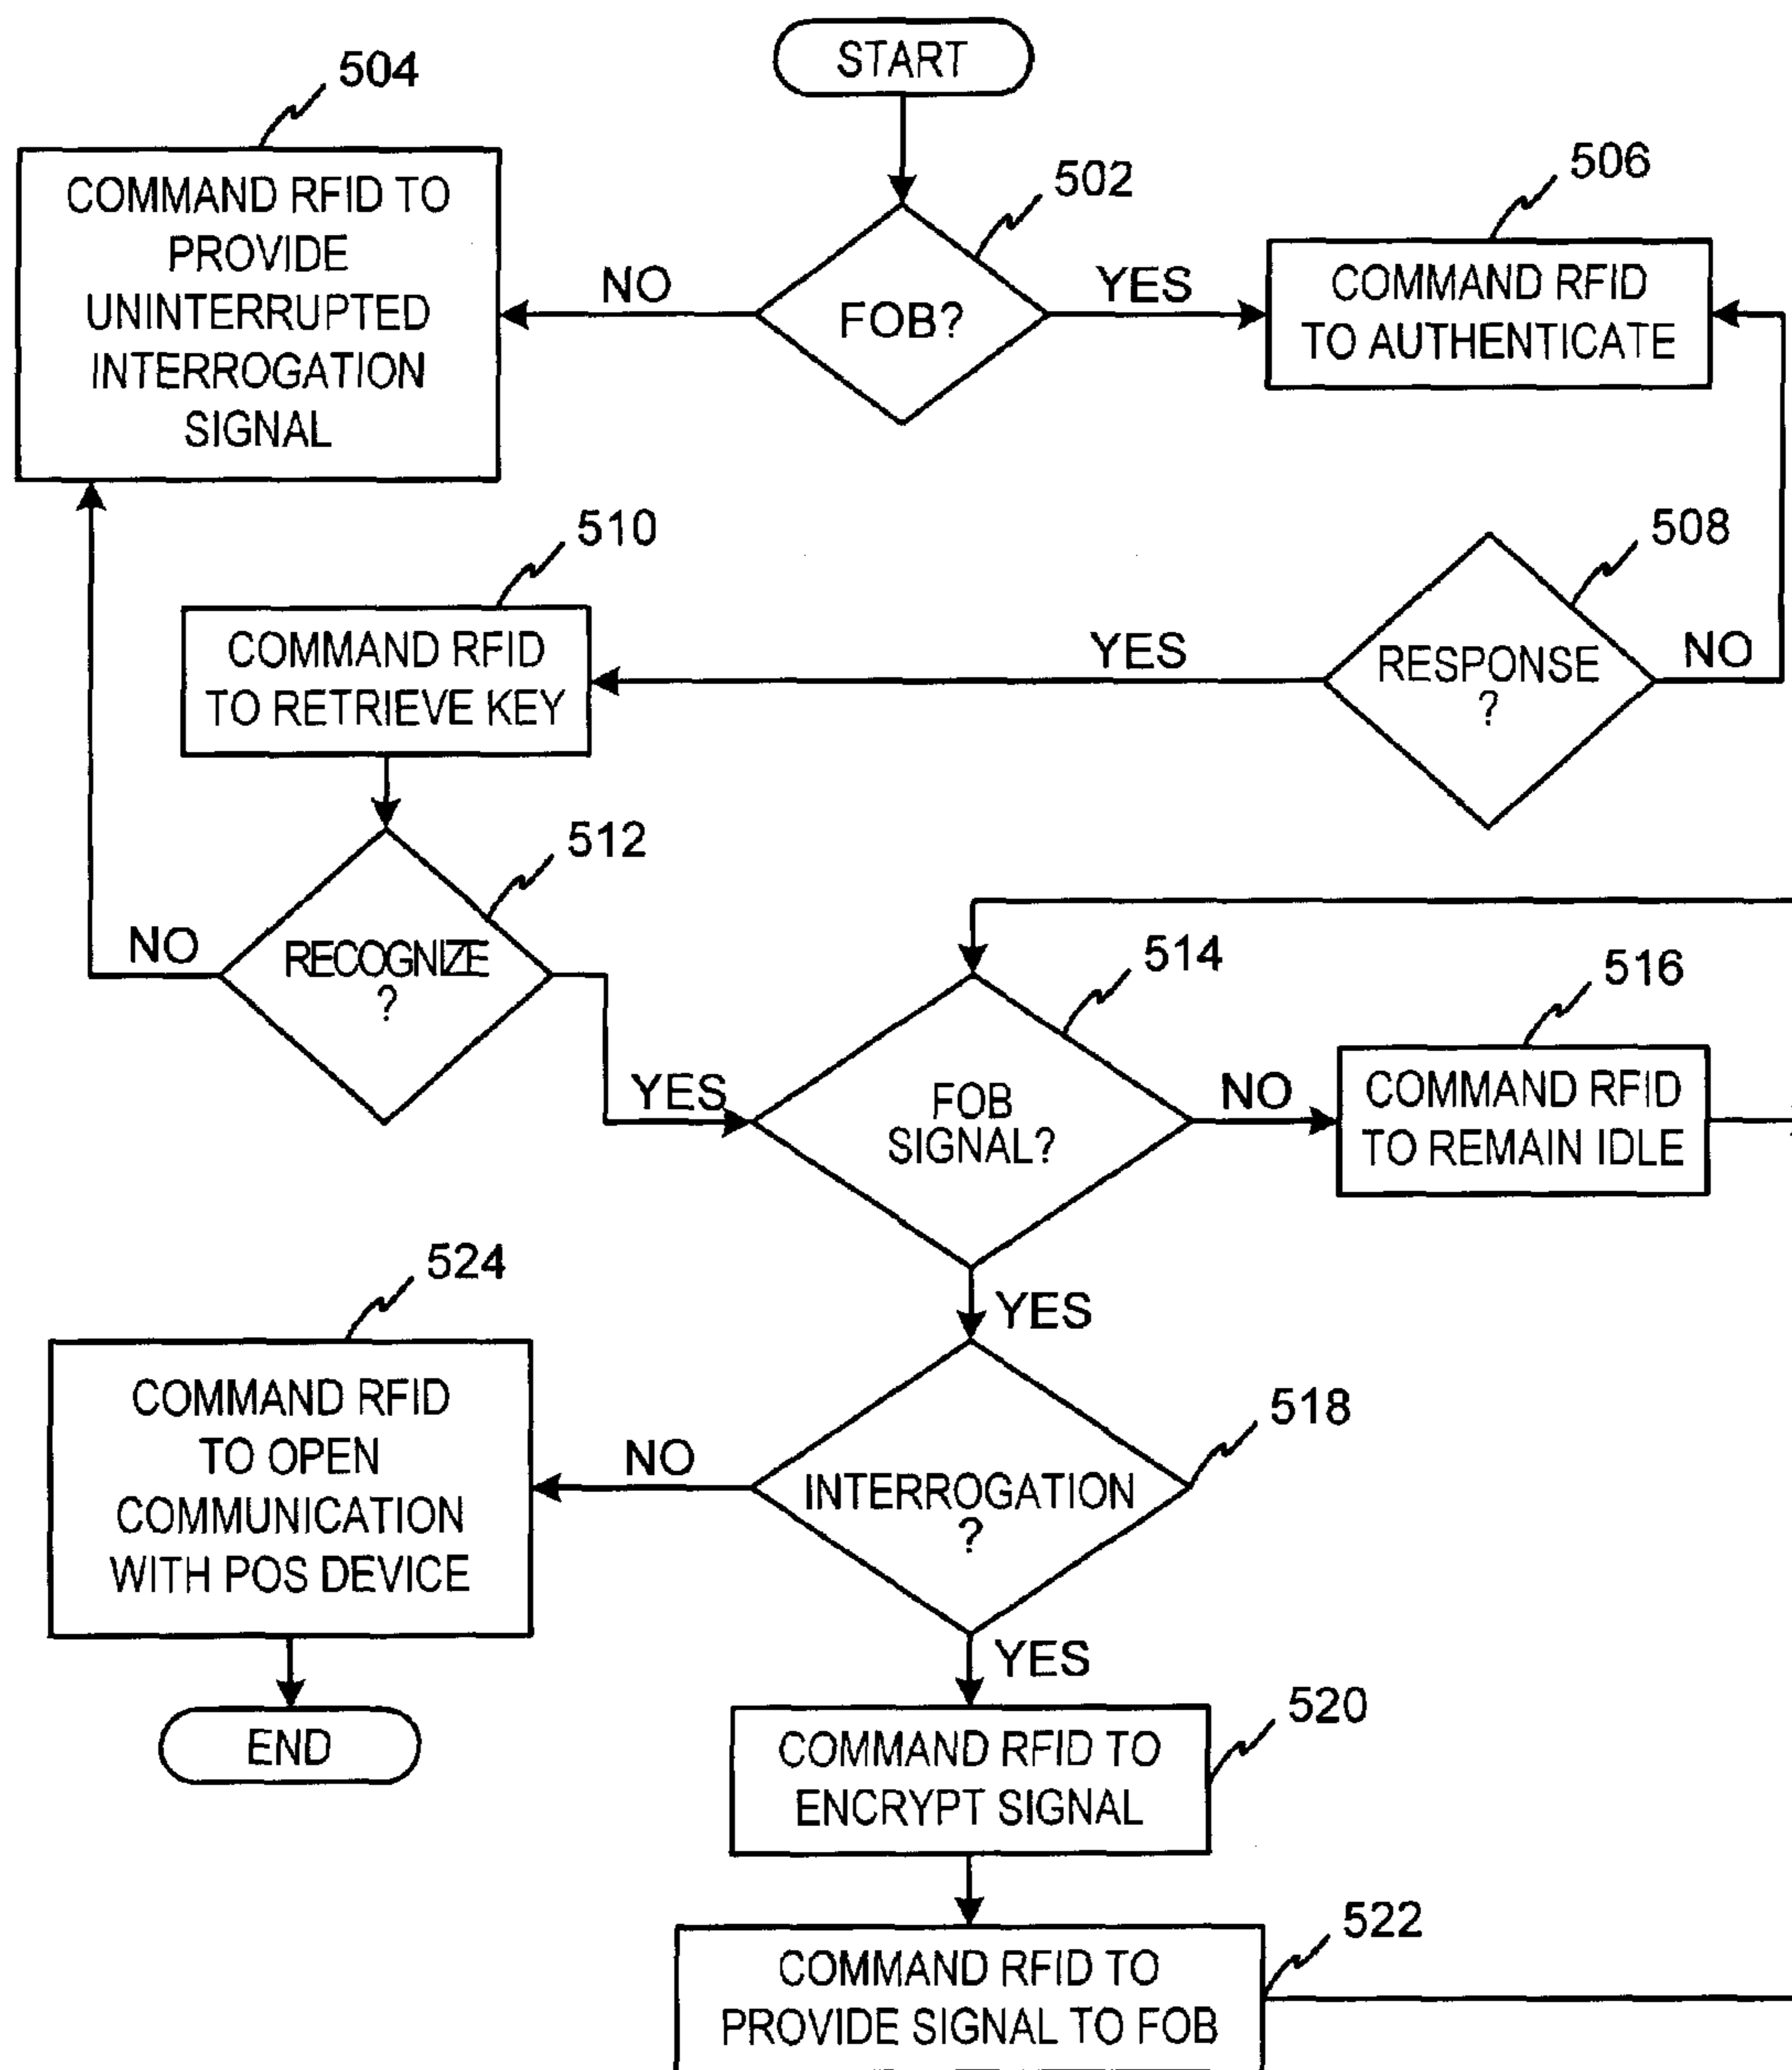 START
504
COMMAND RFID TO
PROVIDE
UNINTERRUPTED
INTERROGATION
SIGNAL
502
FOB?
NO
YES
506
COMMAND RFID
TO AUTHENTICATE
508
RESPONSE
?
NO
YES
510
COMMAND RFID
TO RETRIEVE KEY
512
RECOGNIZE
?
NO
YES
514
FOB
SIGNAL?
NO
516
COMMAND RFID
TO REMAIN IDLE
YES
518
INTERROGATION
?
NO
524
COMMAND RFID
TO OPEN
COMMUNICATION
WITH POS DEVICE
END
YES
520
COMMAND RFID TO
ENCRYPT SIGNAL
522
COMMAND RFID TO
PROVIDE SIGNAL TO FOB